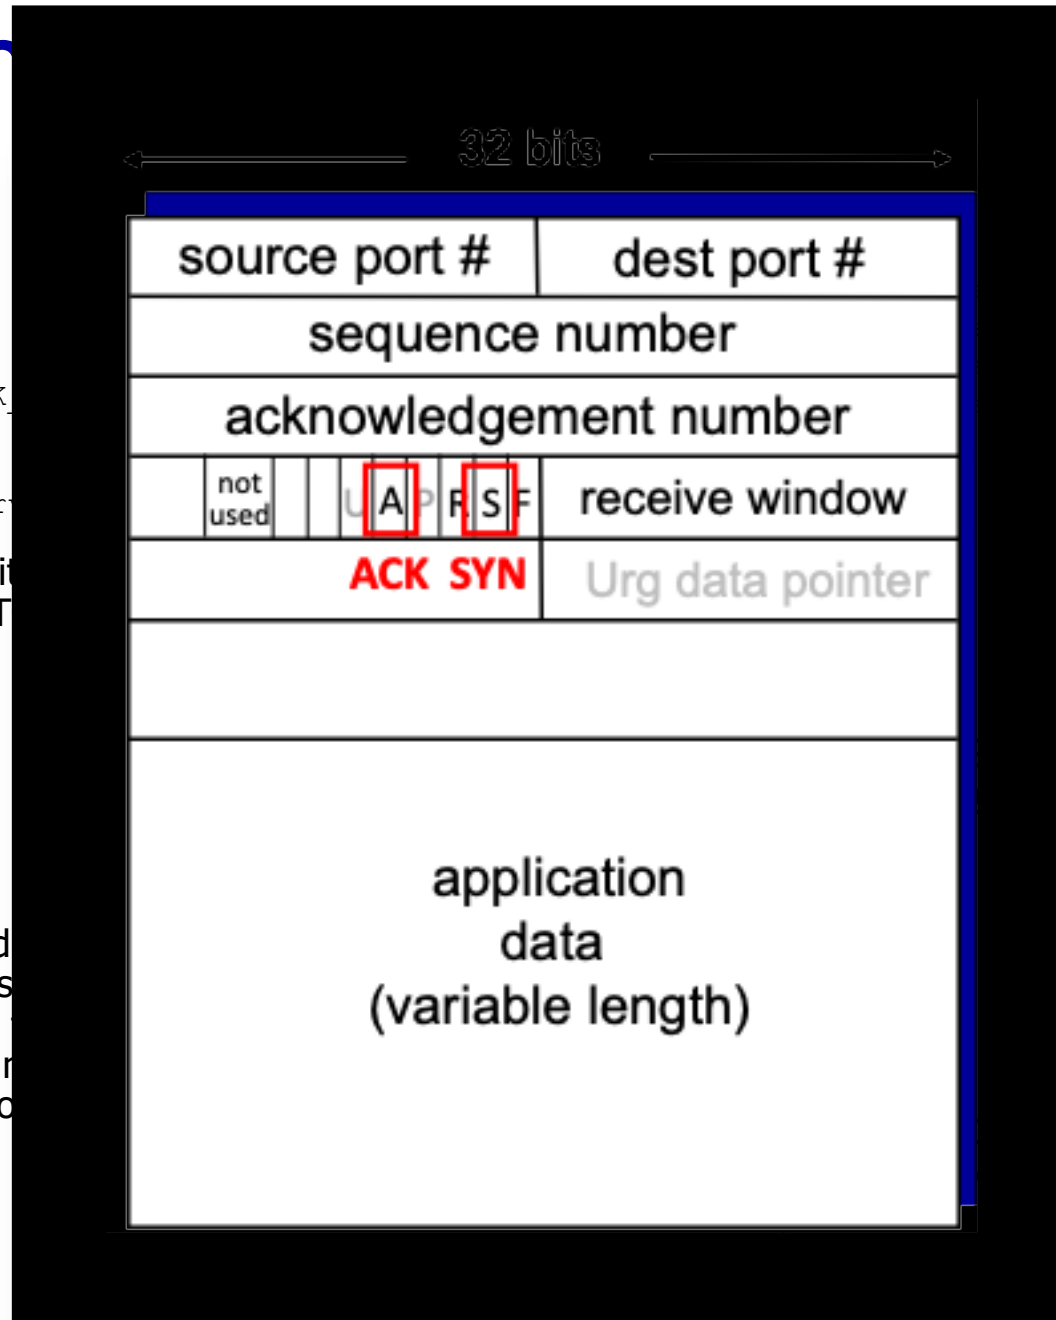 32 bits
source port # dest port #
sequence number
acknowledgement number
not
used
U A P R S F
receive window
ACK SYN
Urg data pointer
application
data
(variable length)